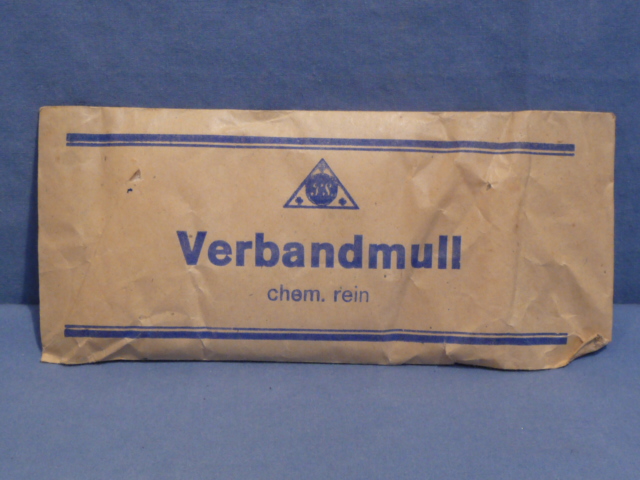 Verbandmull
chem. rein